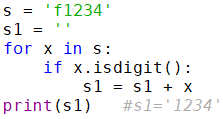 s = 'f1234'
s1 = ''
for x in s:
    if x.isdigit():
        s1 = s1 + x
print(s1)   #s1='1234'